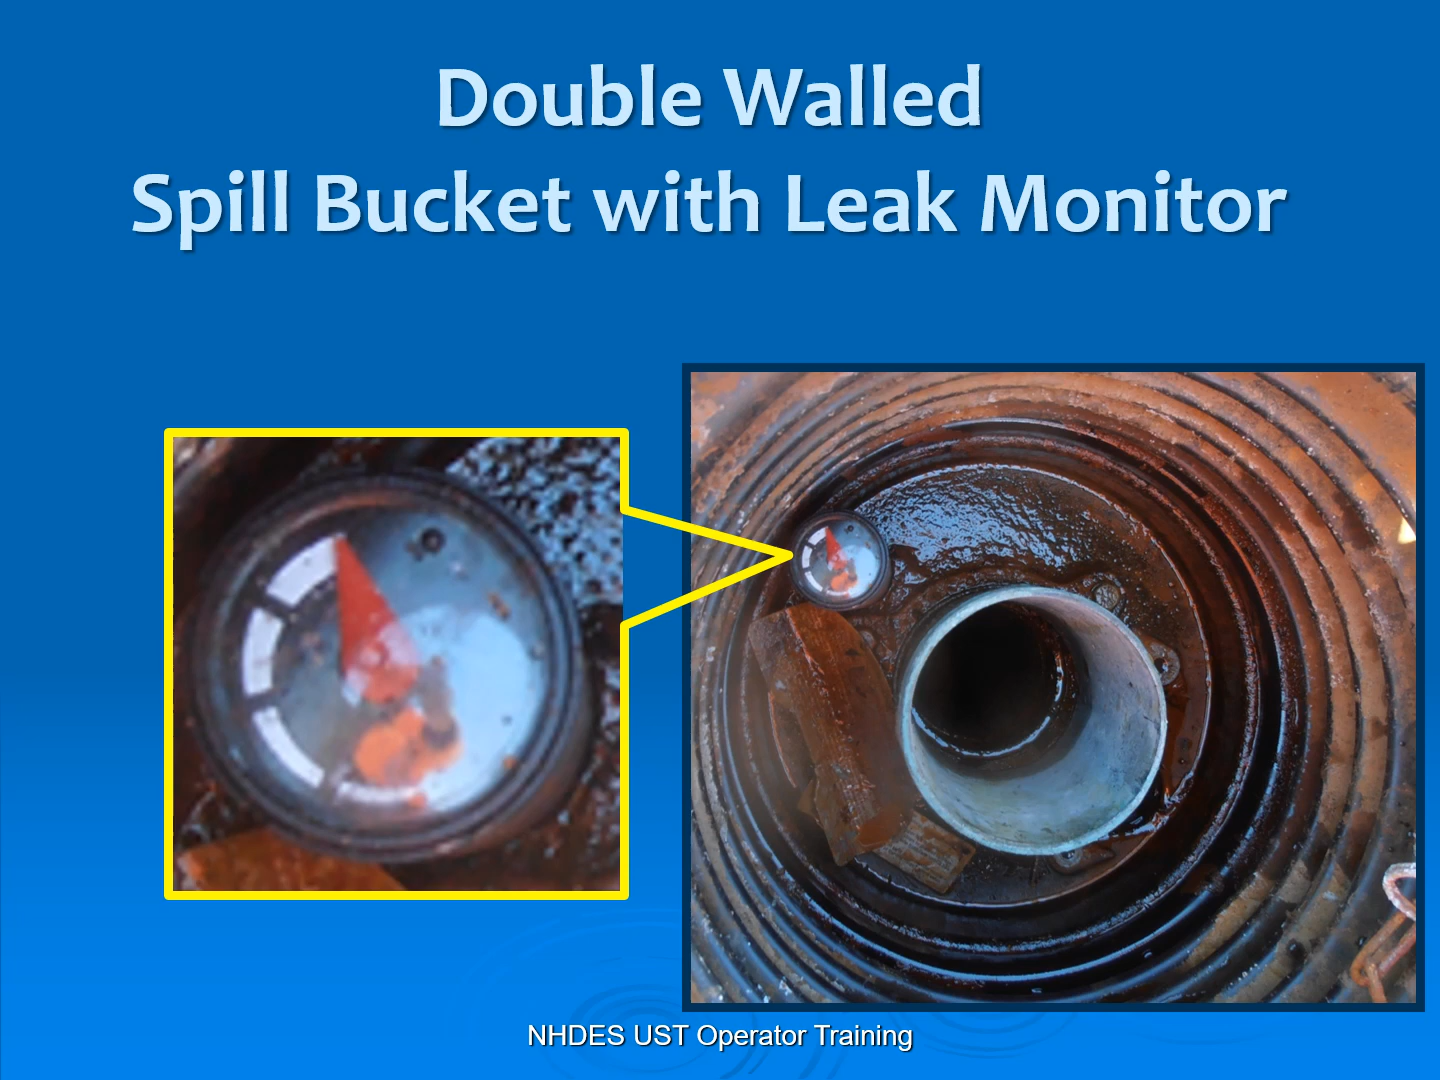 Double Walled
Spill Bucket with Leak Monitor
NHDES UST Operator Training